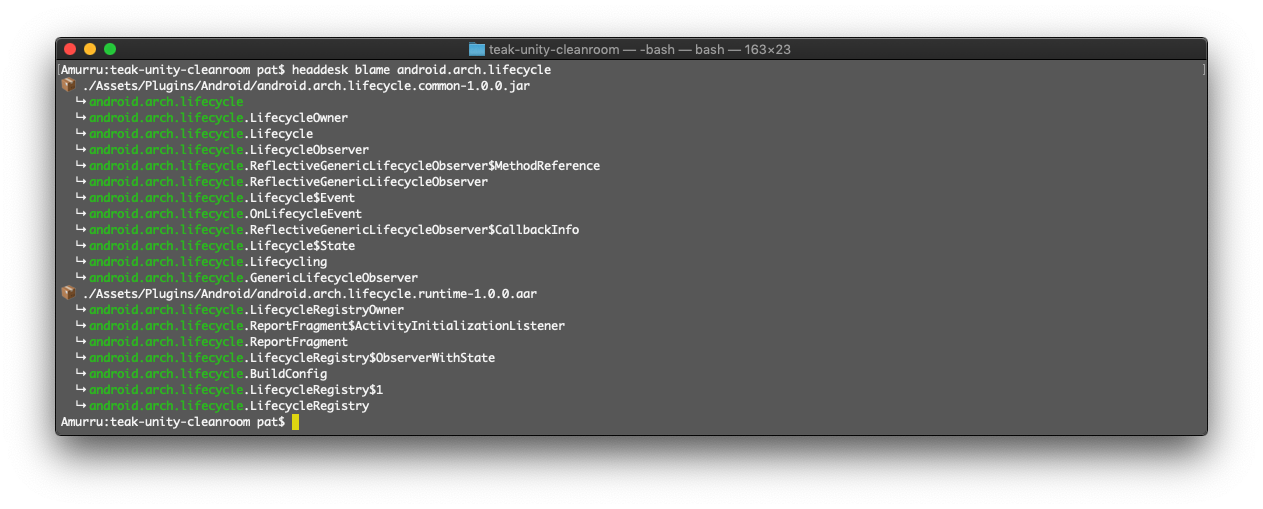 teak-unity-cleanroom — -bash — bash — 163×23
[Amurru:teak-unity-cleanroom pat$ headdesk blame android.arch.lifecycle ]
📦 ./Assets/Plugins/Android/android.arch.lifecycle.common-1.0.0.jar
↳ android.arch.lifecycle
↳ android.arch.lifecycle.LifecycleOwner
↳ android.arch.lifecycle.Lifecycle
↳ android.arch.lifecycle.LifecycleObserver
↳ android.arch.lifecycle.ReflectiveGenericLifecycleObserver$MethodReference
↳ android.arch.lifecycle.ReflectiveGenericLifecycleObserver
↳ android.arch.lifecycle.Lifecycle$Event
↳ android.arch.lifecycle.OnLifecycleEvent
↳ android.arch.lifecycle.ReflectiveGenericLifecycleObserver$CallbackInfo
↳ android.arch.lifecycle.Lifecycle$State
↳ android.arch.lifecycle.Lifecycling
↳ android.arch.lifecycle.GenericLifecycleObserver
📦 ./Assets/Plugins/Android/android.arch.lifecycle.runtime-1.0.0.aar
↳ android.arch.lifecycle.LifecycleRegistryOwner
↳ android.arch.lifecycle.ReportFragment$ActivityInitializationListener
↳ android.arch.lifecycle.ReportFragment
↳ android.arch.lifecycle.LifecycleRegistry$ObserverWithState
↳ android.arch.lifecycle.BuildConfig
↳ android.arch.lifecycle.LifecycleRegistry$1
↳ android.arch.lifecycle.LifecycleRegistry
Amurru:teak-unity-cleanroom pat$